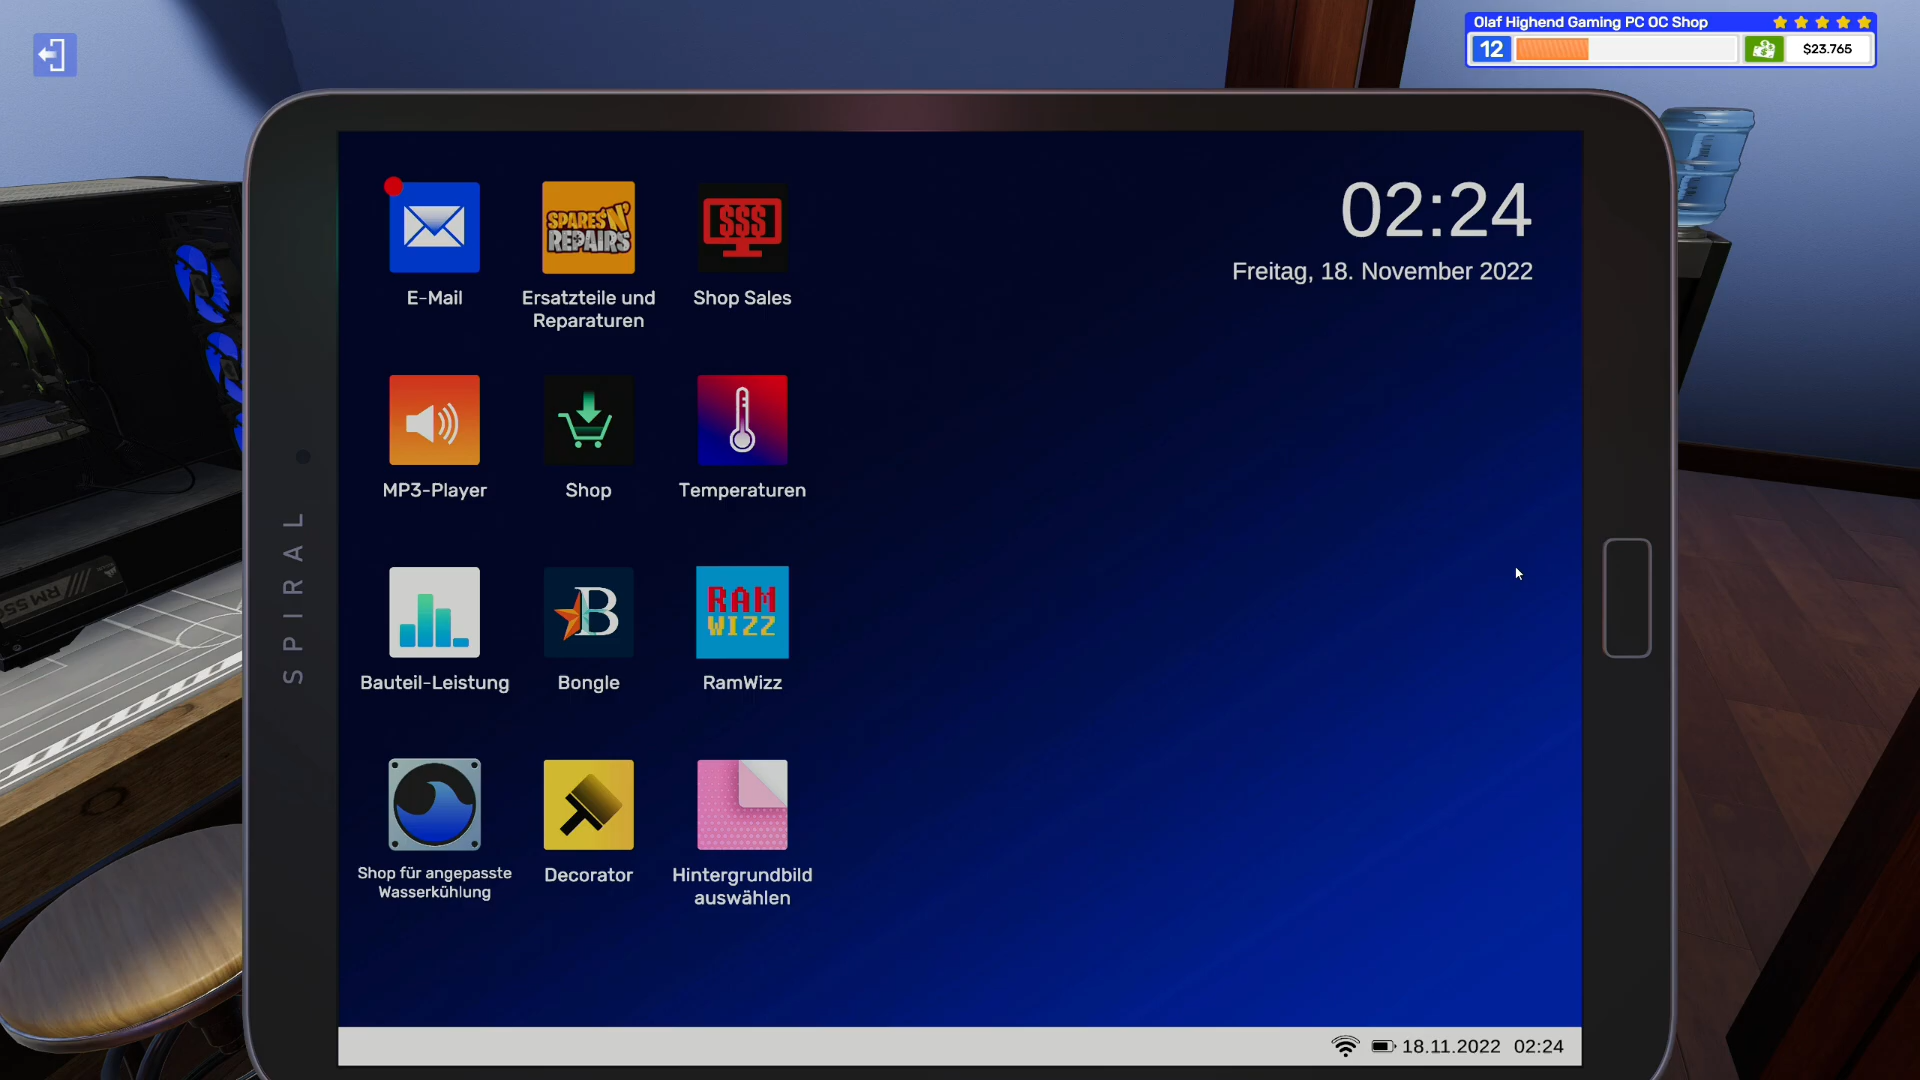 Olaf Highend Gaming PC OC Shop
12
$23.765
02:24
Freitag, 18. November 2022
SPARES N'
REPAIRS
$$$
E-Mail
Ersatzteile und
Reparaturen
Shop Sales
MP3-Player
Shop
Temperaturen
B
RAM
WIZZ
Bauteil-Leistung
Bongle
RamWizz
Shop für angepasste
Wasserkühlung
Decorator
Hintergrundbild
auswählen
SPIRAL
RM 550
18.11.2022 02:24